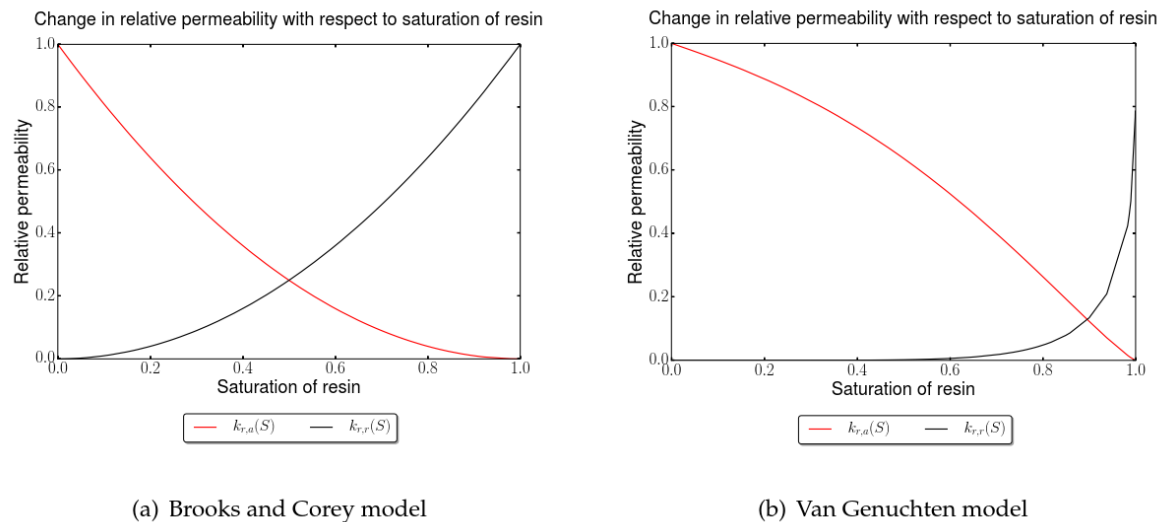 Change in relative permeability with respect to saturation of resin
1.0
0.8
0.6
0.4
0.2
0.0
Relative permeability
0.0 0.2 0.4 0.6 0.8 1.0
Saturation of resin
k_{r,a}(S) k_{r,r}(S)
(a) Brooks and Corey model
Change in relative permeability with respect to saturation of resin
1.0
0.8
0.6
0.4
0.2
0.0
Relative permeability
0.0 0.2 0.4 0.6 0.8 1.0
Saturation of resin
k_{r,a}(S) k_{r,r}(S)
(b) Van Genuchten model